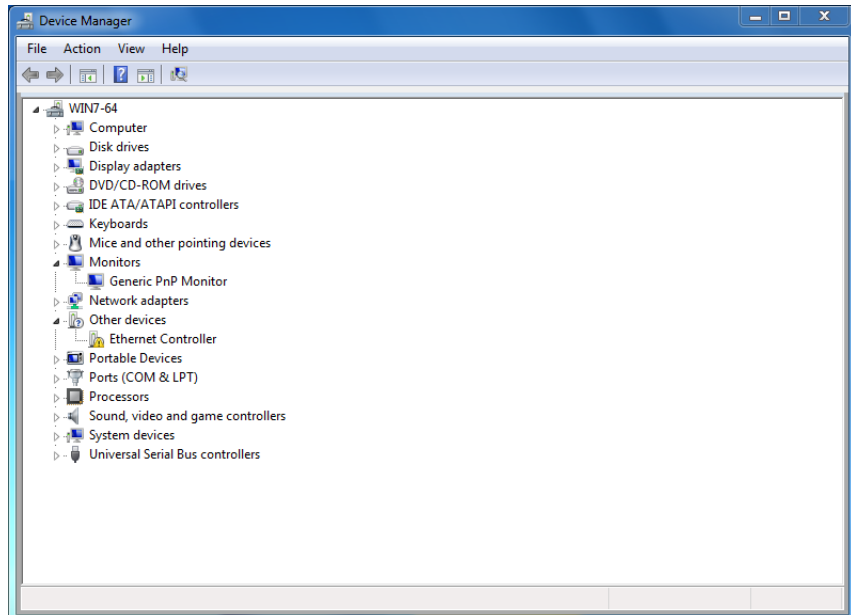 Device Manager
File Action View Help
WIN7-64
Computer
Disk drives
Display adapters
DVD/CD-ROM drives
IDE ATA/ATAPI controllers
Keyboards
Mice and other pointing devices
Monitors
Generic PnP Monitor
Network adapters
Other devices
Ethernet Controller
Portable Devices
Ports (COM & LPT)
Processors
Sound, video and game controllers
System devices
Universal Serial Bus controllers